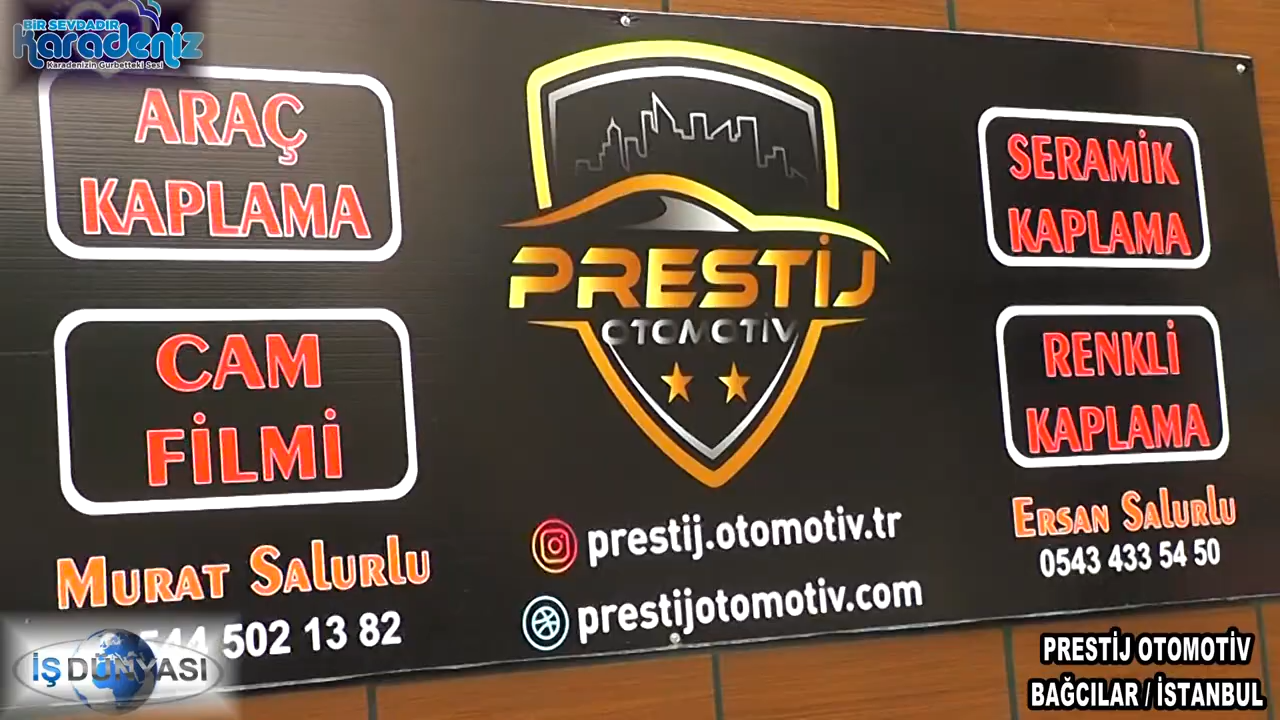 BİR SEVDADIR
Karadeniz
Karadenizin Gurbetteki Sesi
ARAÇ
KAPLAMA
CAM
FİLMİ
MURAT SALURLU
502 13 82
PRESTİJ
OTOMOTİV
prestij.otomotiv.tr
prestijotomotiv.com
SERAMİK
KAPLAMA
RENKLİ
KAPLAMA
ERSAN SALURLU
0543 433 54 50
İŞ DÜNYASI
PRESTİJ OTOMOTİV
BAĞCILAR / İSTANBUL